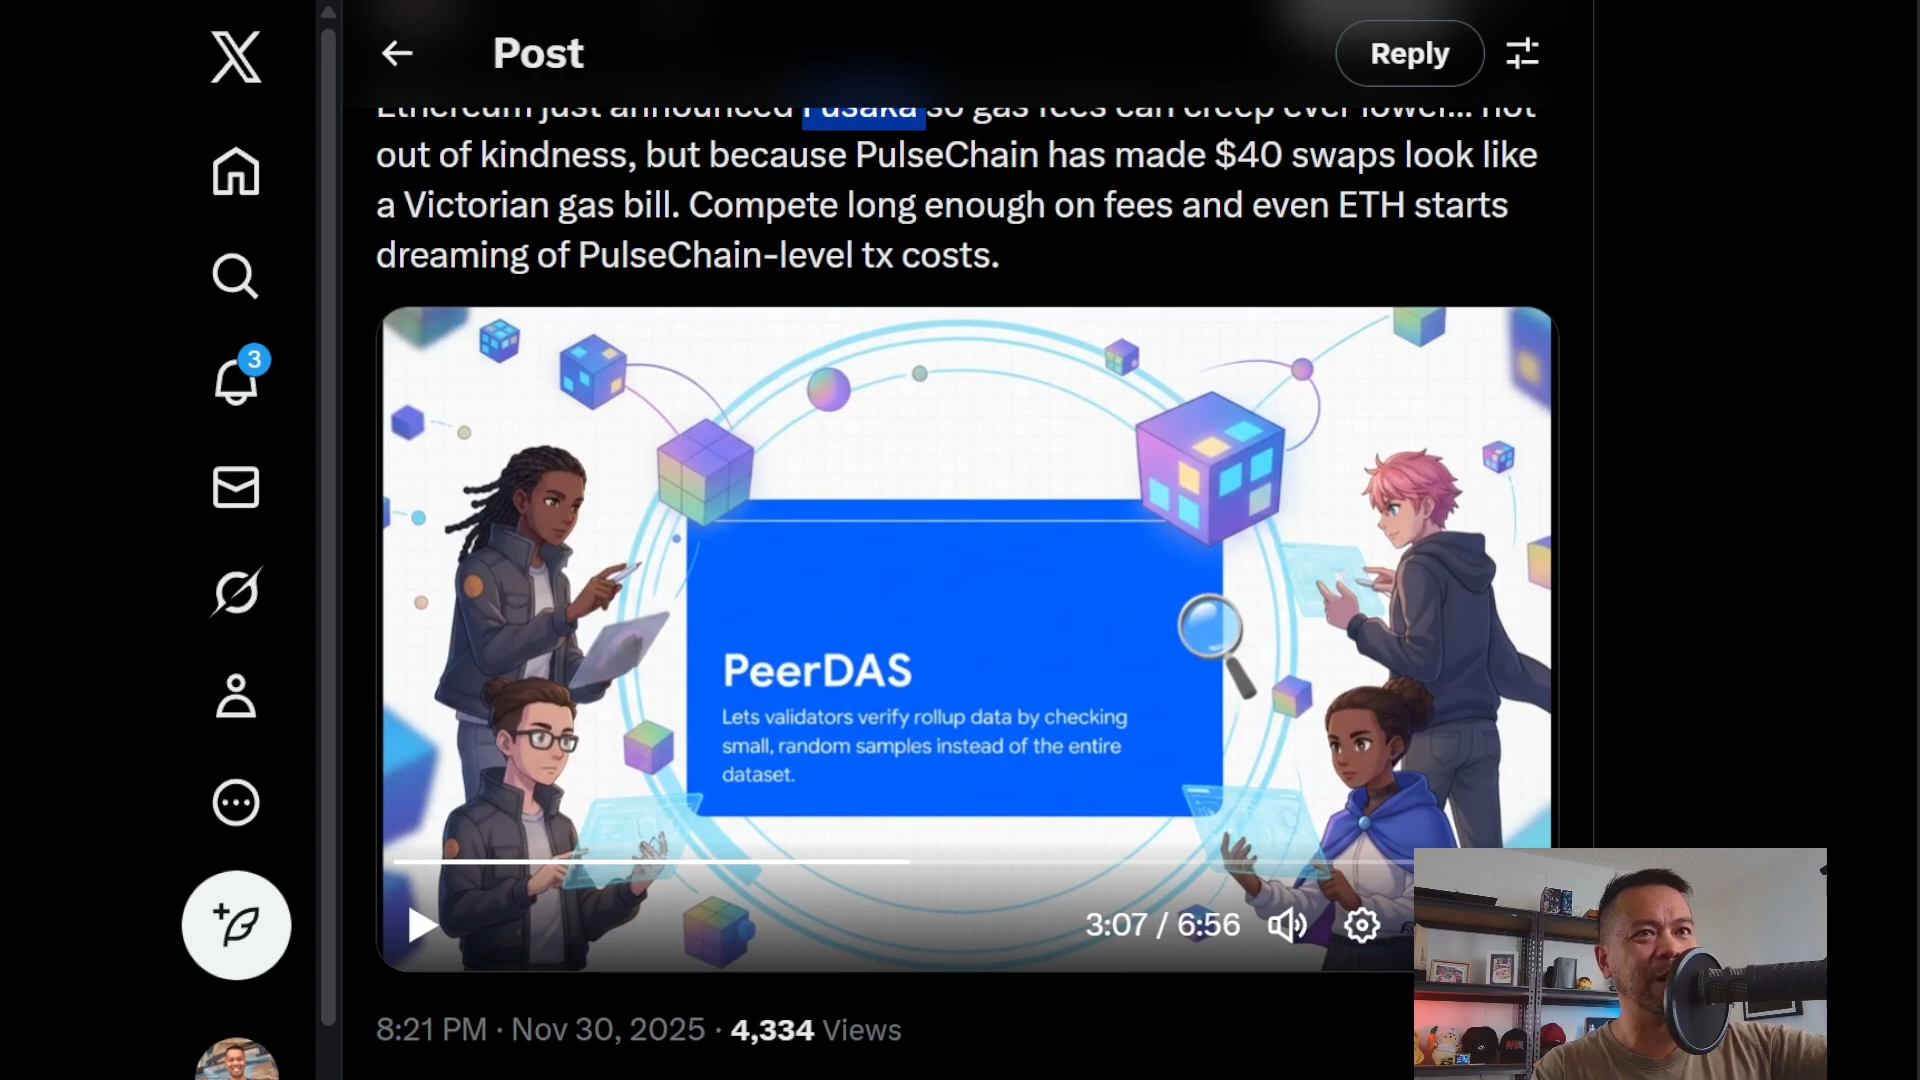 Post
Reply
Ethereum just announced Fusaka so gas fees can creep ever lower... not
out of kindness, but because PulseChain has made $40 swaps look like
a Victorian gas bill. Compete long enough on fees and even ETH starts
dreaming of PulseChain-level tx costs.
3
PeerDAS
Lets validators verify rollup data by checking
small, random samples instead of the entire
dataset.
3:07 / 6:56
8:21 PM · Nov 30, 2025 · 4,334 Views